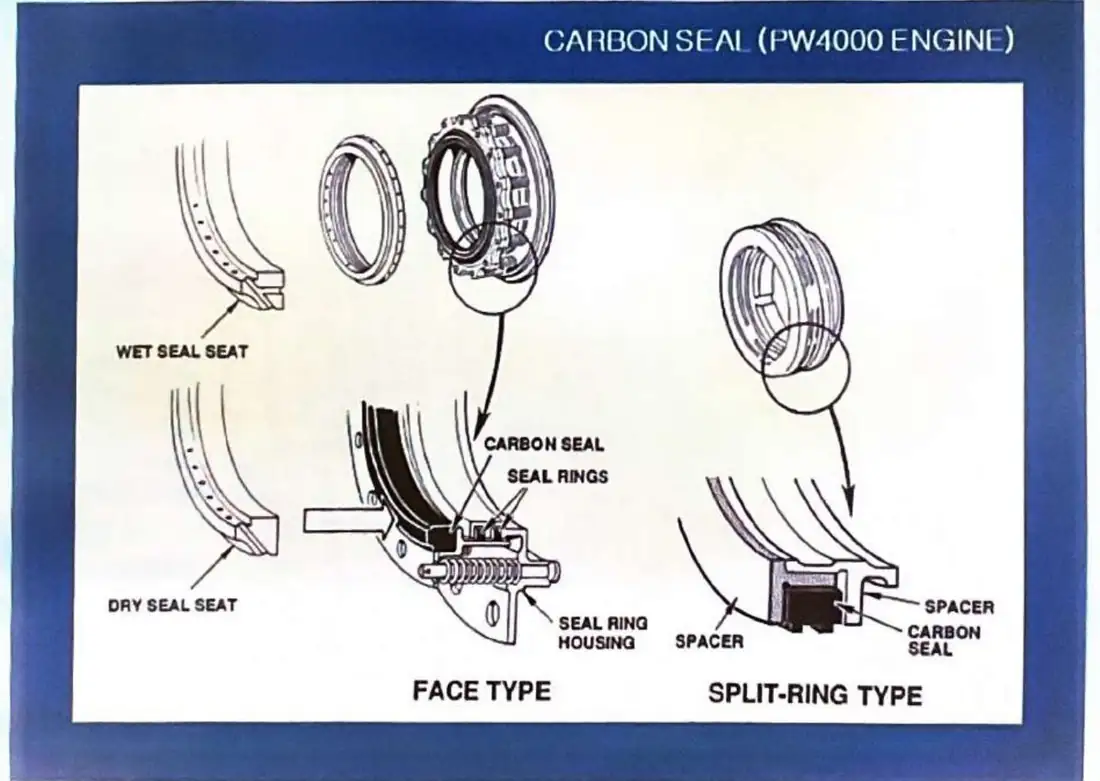 CARBON SEAL (PW4000 ENGINE)
WET SEAL SEAT
CARBON SEAL
SEAL RINGS
DRY SEAL SEAT
SEAL RING
HOUSING
SPACER
SPACER
CARBON
SEAL
FACE TYPE
SPLIT-RING TYPE